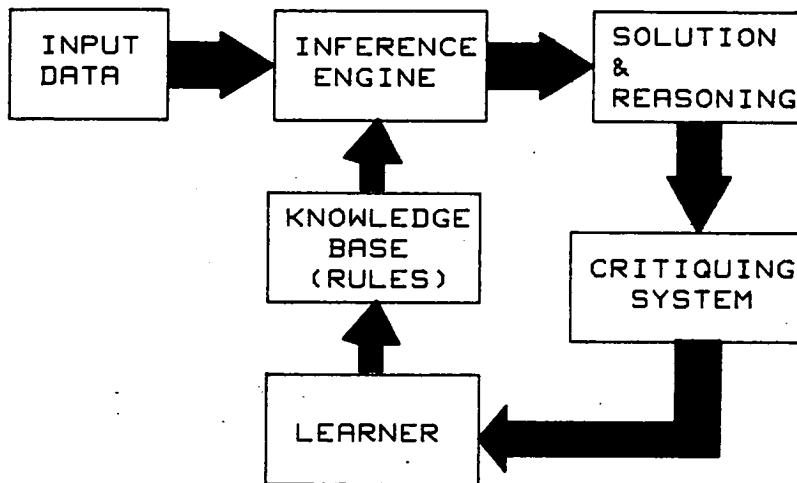 INPUT
DATA
INFERENCE
ENGINE
SOLUTION
&
REASONING
KNOWLEDGE
BASE
(RULES)
CRITIQUING
SYSTEM
LEARNER